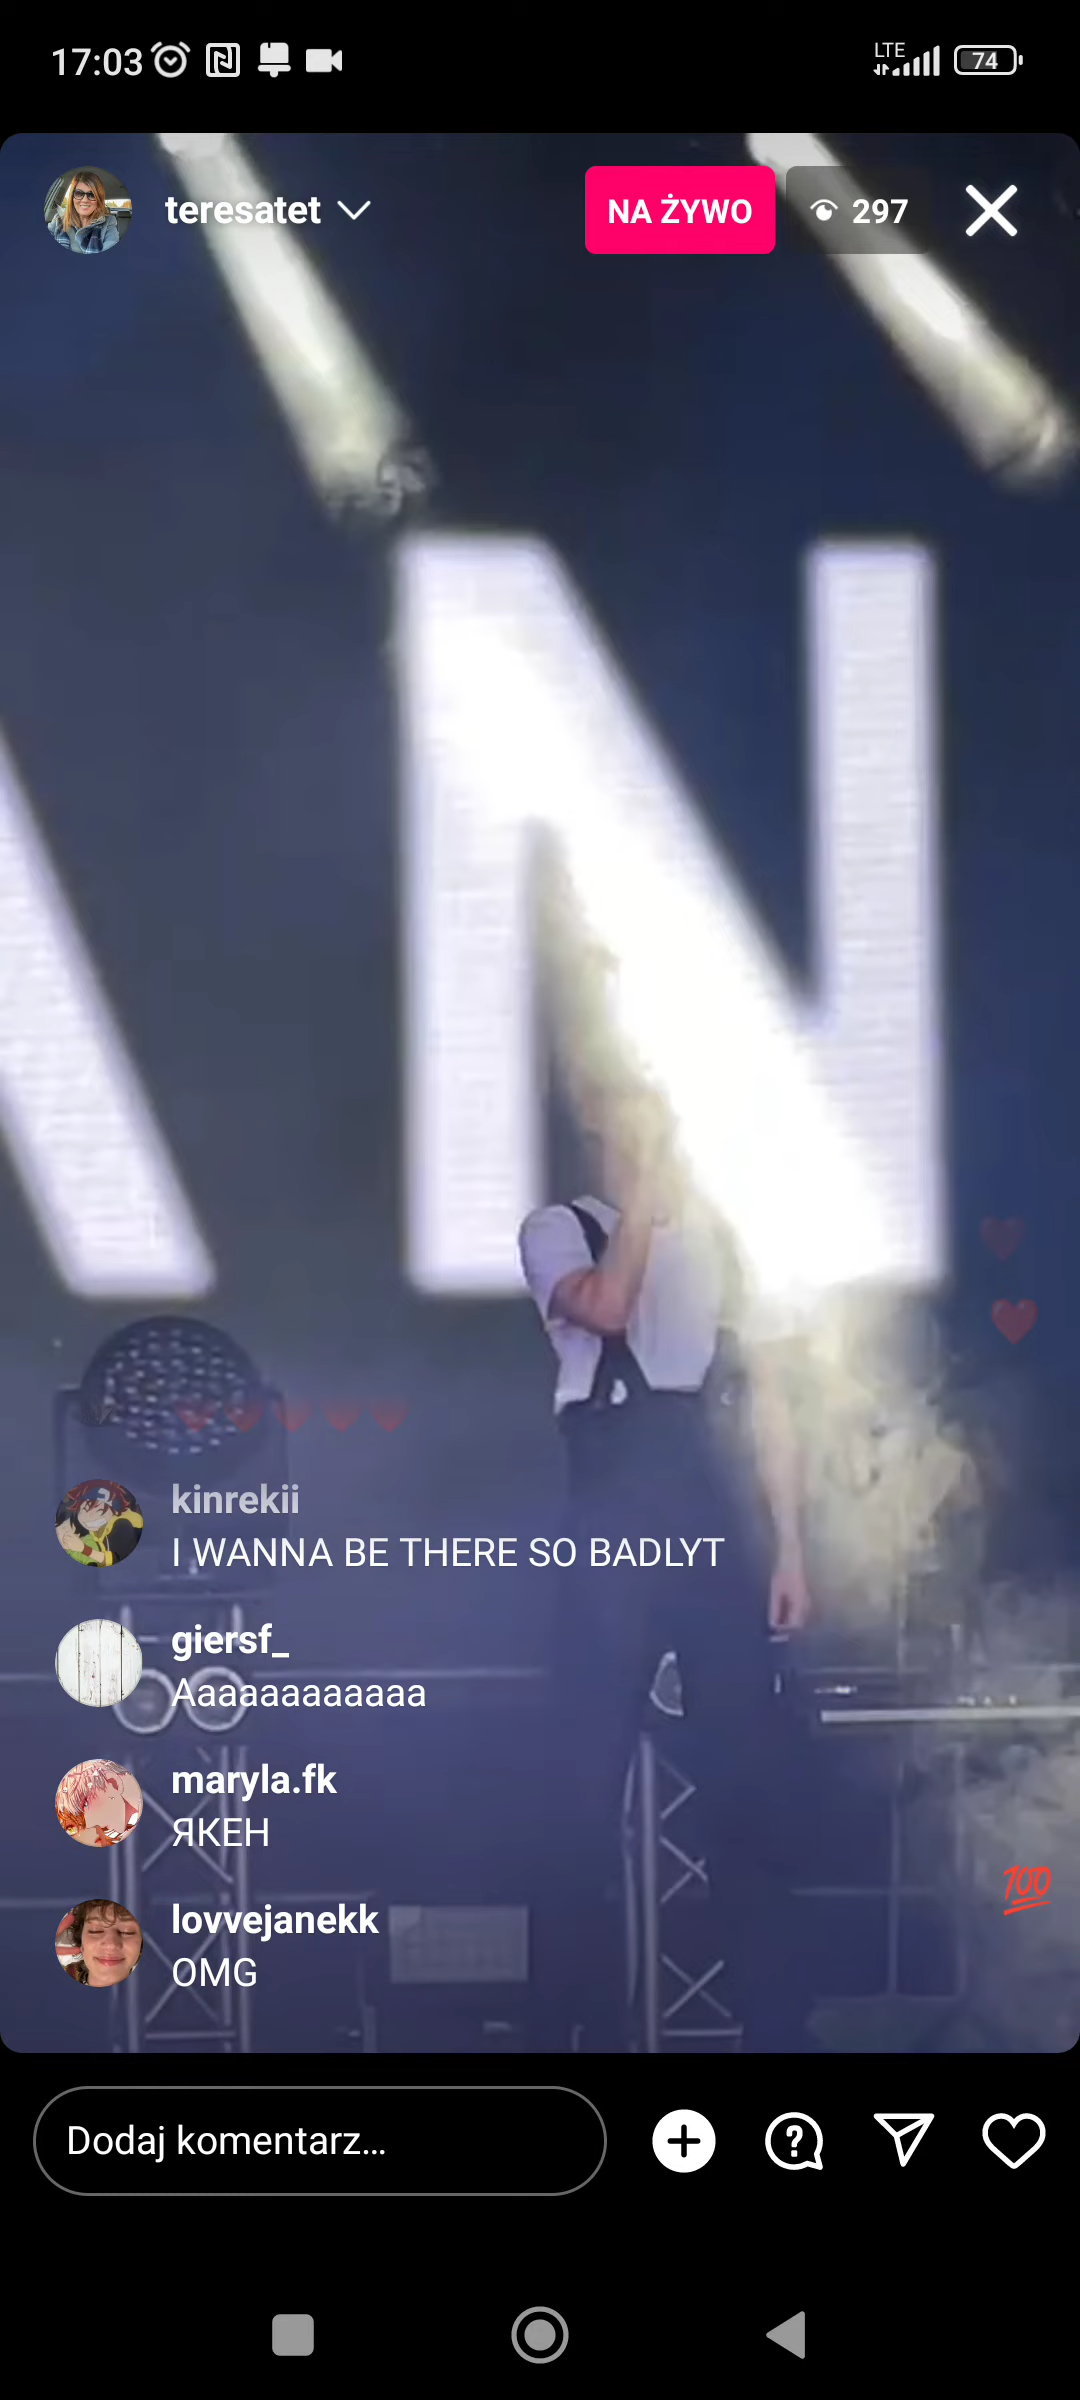 17:03
LTE
74
teresatet
NA ŻYWO
297
N
kinrekii
I WANNA BE THERE SO BADLYT
giersf_
Aaaaaaaaaaaa
maryla.fk
ЯКЕН
lovvejanekk
OMG
100
Dodaj komentarz...